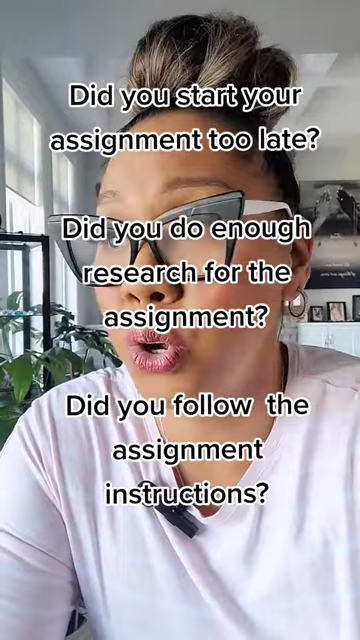 Did you start your
assignment too late?
Did you do enough
research for the
assignment?
Did you follow the
assignment
instructions?